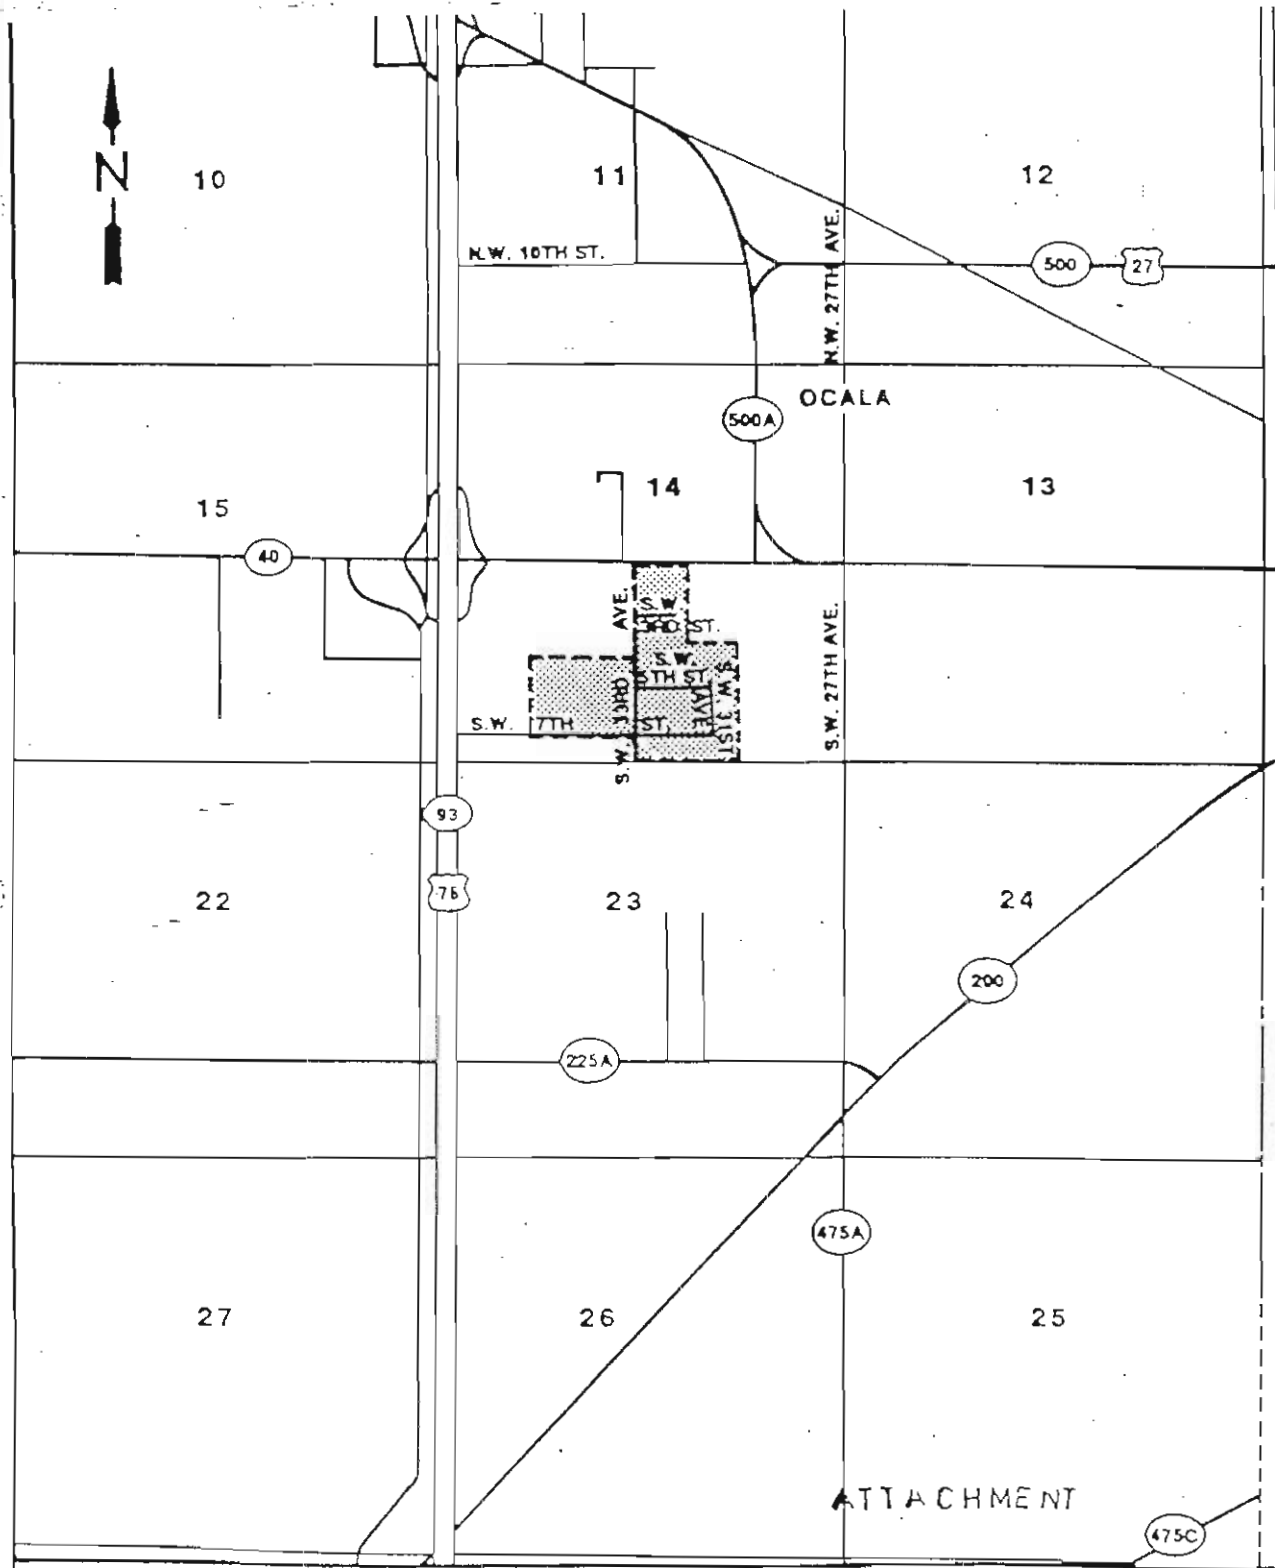 N
10
11
12
N.W. 10TH ST.
N.W. 27TH AVE.
500
27
OCALA
500A
15
14
13
40
S.W.
3RD ST.
S.W.
5TH ST.
S.W. 33RD AVE.
S.W. 7TH ST.
AVE
S.W. 31ST
S.W. 27TH AVE.
93
22
23
24
200
225A
475A
27
26
25
ATTACHMENT
475C